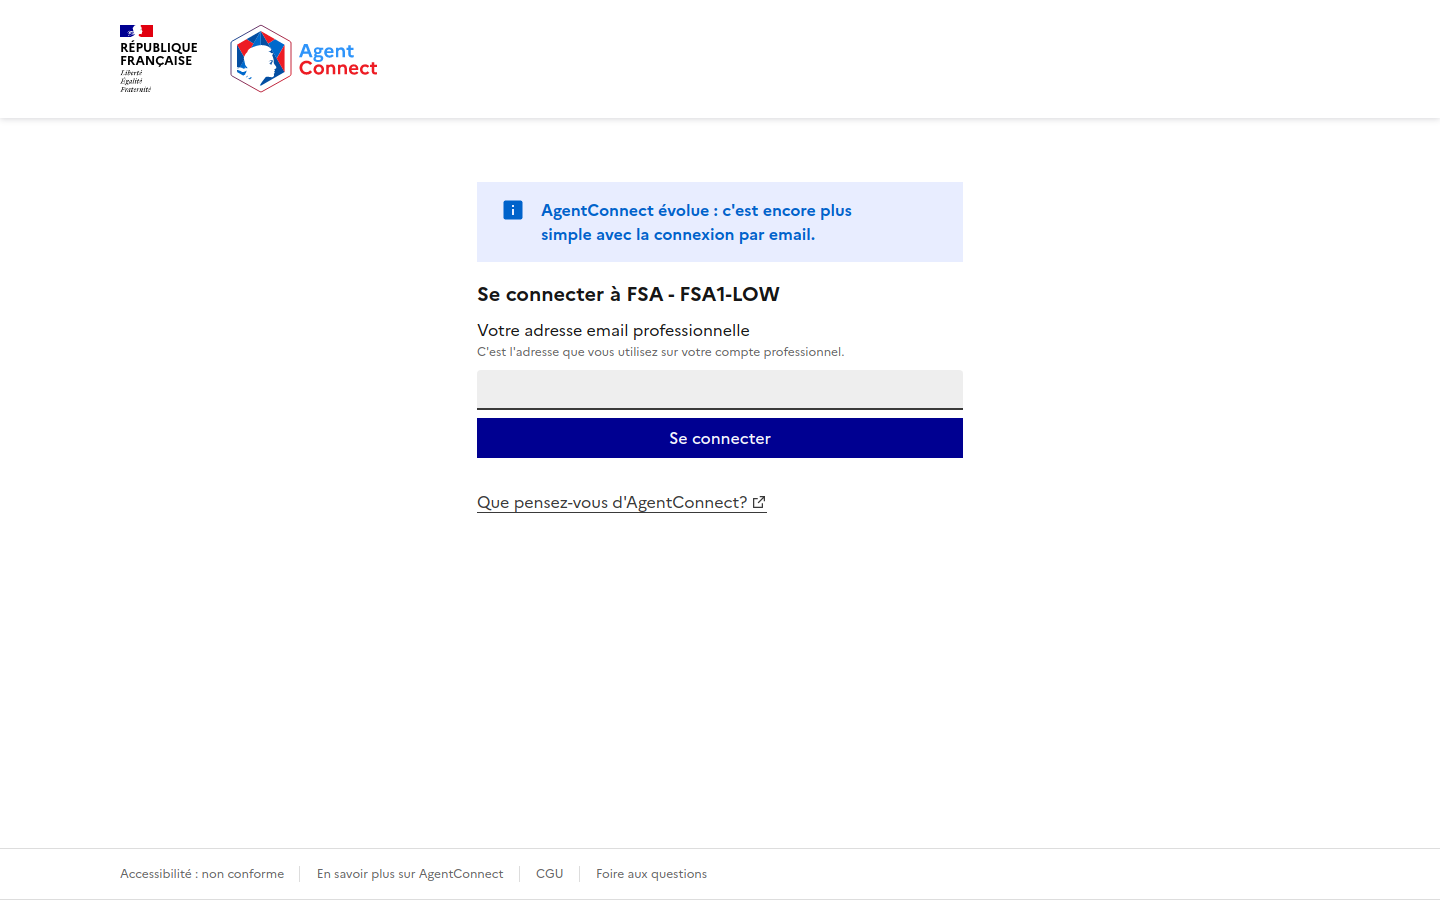 RÉPUBLIQUE
FRANÇAISE
Liberté
Égalité
Fraternité
Agent
Connect
AgentConnect évolue : c'est encore plus
simple avec la connexion par email.
Se connecter à FSA - FSA1-LOW
Votre adresse email professionnelle
C'est l'adresse que vous utilisez sur votre compte professionnel.
Se connecter
Que pensez-vous d'AgentConnect?
Accessibilité : non conforme
En savoir plus sur AgentConnect
CGU
Foire aux questions